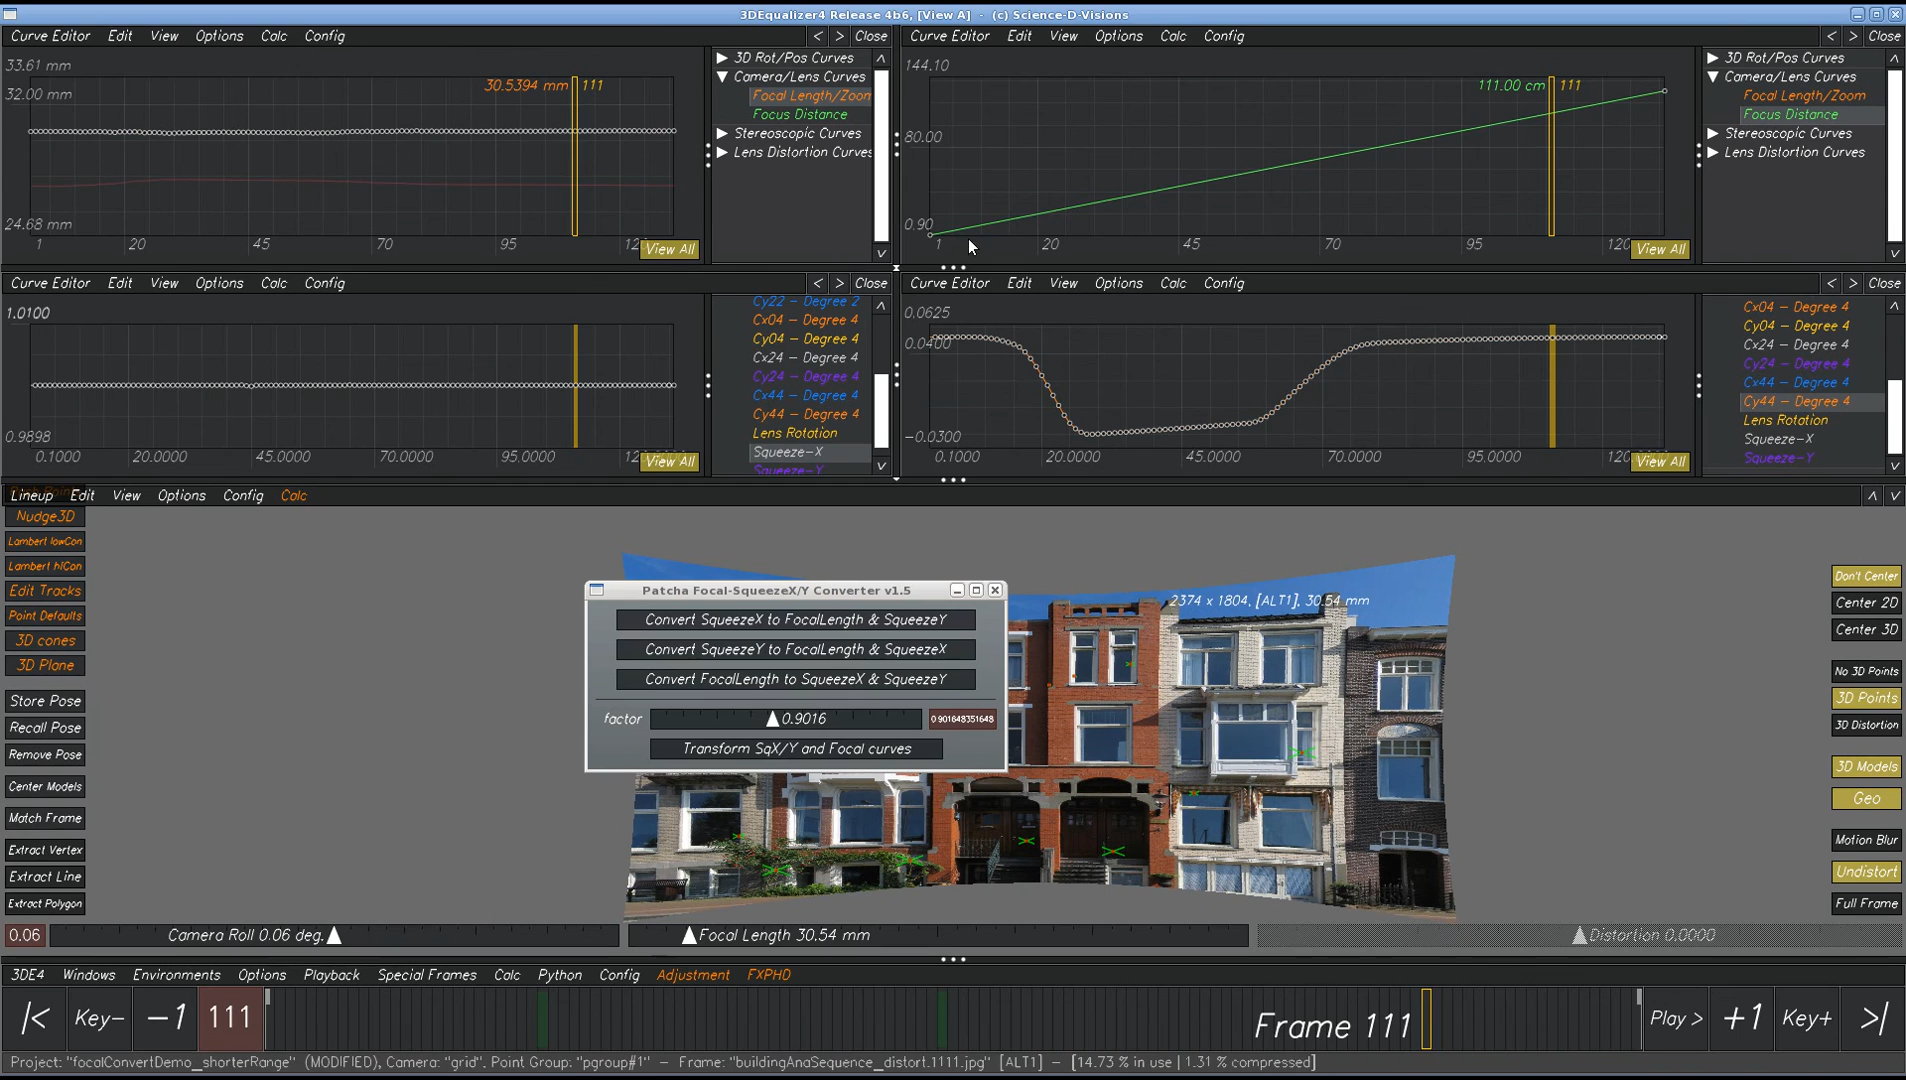 3DEqualizer4 Release 4b6, [View A]  -  (c) Science-D-Visions
Curve Editor Edit View Options Calc Config < > Close
33.61 mm
32.00 mm
24.68 mm
30.5394 mm 111
1 20 45 70 95 12
View All
3D Rot/Pos Curves
Camera/Lens Curves
Focal Length/Zoom
Focus Distance
Stereoscopic Curves
Lens Distortion Curves
Curve Editor Edit View Options Calc Config < > Close
144.10
80.00
0.90
111.00 cm 111
1 20 45 70 95 120
View All
3D Rot/Pos Curves
Camera/Lens Curves
Focal Length/Zoom
Focus Distance
Stereoscopic Curves
Lens Distortion Curves
Curve Editor Edit View Options Calc Config < > Close
1.0100
0.9898
0.1000 20.0000 45.0000 70.0000 95.0000 12
View All
Cy22 - Degree 2
Cx04 - Degree 4
Cy04 - Degree 4
Cx24 - Degree 4
Cy24 - Degree 4
Cx44 - Degree 4
Cy44 - Degree 4
Lens Rotation
Squeeze-X
Squeeze-Y
Curve Editor Edit View Options Calc Config < > Close
0.0625
0.0400
-0.0300
0.1000 20.0000 45.0000 70.0000 95.0000 120
View All
Cx04 - Degree 4
Cy04 - Degree 4
Cx24 - Degree 4
Cy24 - Degree 4
Cx44 - Degree 4
Cy44 - Degree 4
Lens Rotation
Squeeze-X
Squeeze-Y
Lineup Edit View Options Config Calc
Nudge3D
Lambert lowCon
Lambert hiCon
Edit Tracks
Point Defaults
3D cones
3D Plane
Store Pose
Recall Pose
Remove Pose
Center Models
Match Frame
Extract Vertex
Extract Line
Extract Polygon
2374 x 1804, [ALT1], 30.54 mm
Patcha Focal-SqueezeX/Y Converter v1.5
Convert SqueezeX to FocalLength & SqueezeY
Convert SqueezeY to FocalLength & SqueezeX
Convert FocalLength to SqueezeX & SqueezeY
factor 0.9016 0.901648351648
Transform SqX/Y and Focal curves
Don't Center
Center 2D
Center 3D
No 3D Points
3D Points
3D Distortion
3D Models
Geo
Motion Blur
Undistort
Full Frame
0.06 Camera Roll 0.06 deg. Focal Length 30.54 mm Distortion 0.0000
3DE4 Windows Environments Options Playback Special Frames Calc Python Config Adjustment FXPHD
|< Key- -1 111 Frame 111 Play > +1 Key+ >|
Project: "focalConvertDemo_shorterRange"  (MODIFIED), Camera: "grid", Point Group: "pgroup#1"  -  Frame: "buildingAnaSequence_distort.1111.jpg"  [ALT1]  -  [14.73 % in use | 1.31 % compressed]